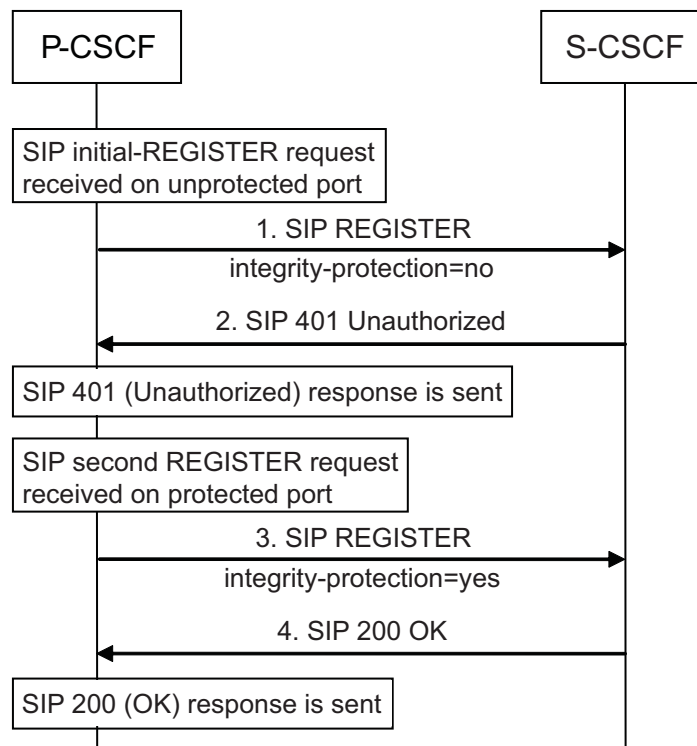 P-CSCF
S-CSCF
SIP initial-REGISTER request
received on unprotected port
1. SIP REGISTER
integrity-protection=no
2. SIP 401 Unauthorized
SIP 401 (Unauthorized) response is sent
SIP second REGISTER request
received on protected port
3. SIP REGISTER
integrity-protection=yes
4. SIP 200 OK
SIP 200 (OK) response is sent